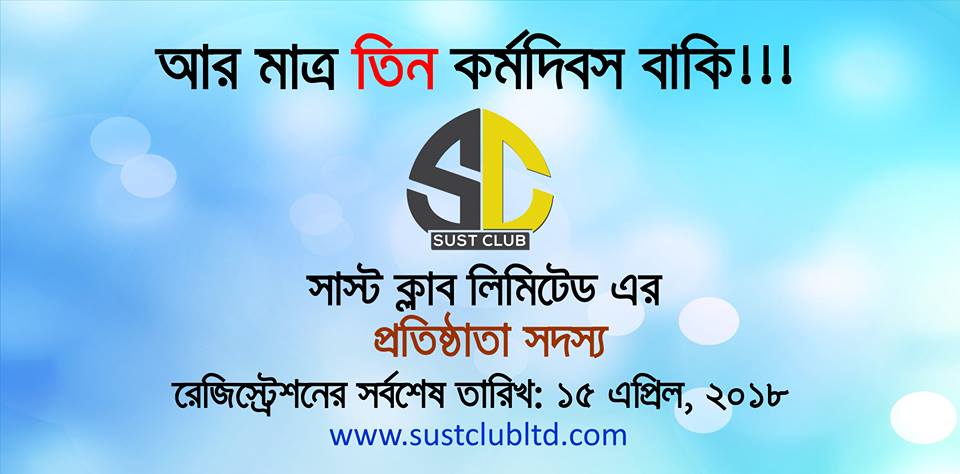 আর মাত্র তিন কর্মদিবস বাকি!!!
SC
SUST CLUB
সাস্ট ক্লাব লিমিটেড এর
প্রতিষ্ঠাতা সদস্য
রেজিস্ট্রেশনের সর্বশেষ তারিখ: ১৫ এপ্রিল, ২০১৮
www.sustclubltd.com